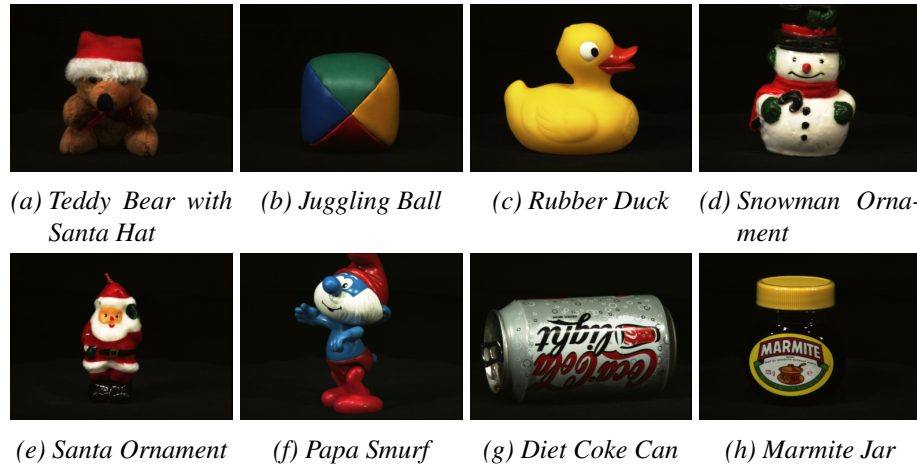 (a) Teddy Bear with
Santa Hat
(b) Juggling Ball
(c) Rubber Duck
(d) Snowman Orna-
ment
Coca-Cola
light
MARMITE
(e) Santa Ornament
(f) Papa Smurf
(g) Diet Coke Can
(h) Marmite Jar